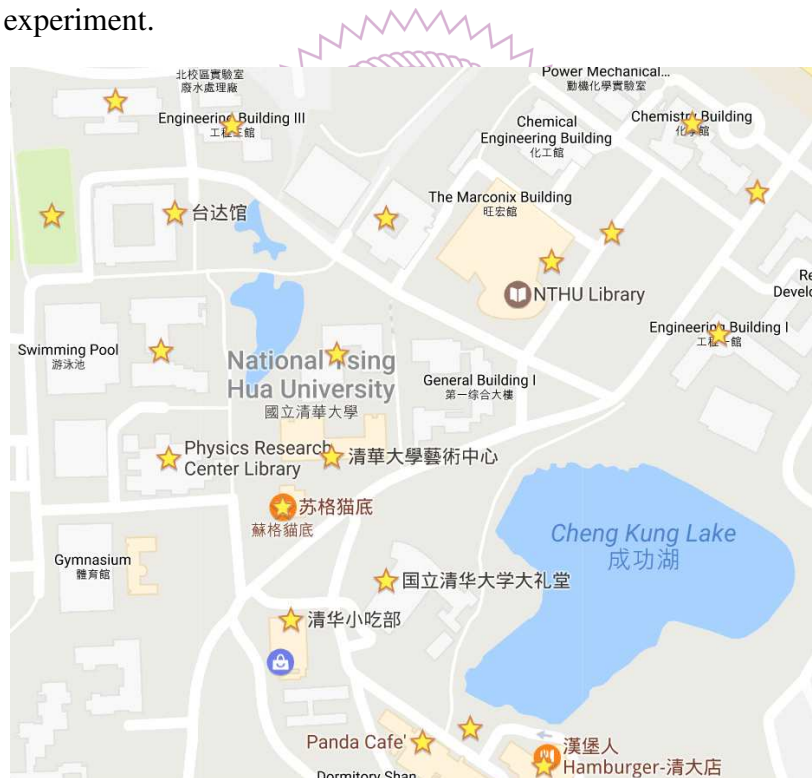 experiment.
Power Mechanical...
動機化學實驗室
北校區實驗室
廢水處理廠
Engineering Building III
工程三館
Chemical
Engineering Building
化工館
Chemistry Building
化學館
The Marconix Building
旺宏館
台达馆
NTHU Library
Develo
Engineering Building I
工程一館
Swimming Pool
游泳池
National Tsing
Hua University
國立清華大學
General Building I
第一综合大樓
Physics Research
Center Library
清華大學藝術中心
苏格猫底
蘇格貓底
Cheng Kung Lake
成功湖
Gymnasium
體育館
国立清华大学大礼堂
清华小吃部
Panda Cafe'
漢堡人
Hamburger-清大店
Dormitory Shan